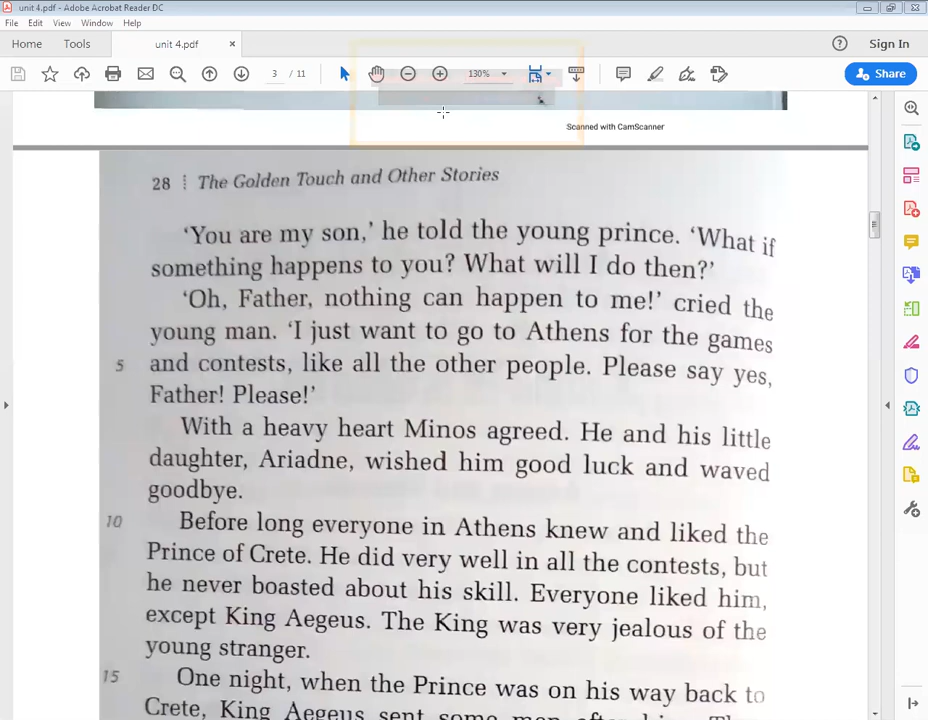 unit 4.pdf - Adobe Acrobat Reader DC
File Edit View Window Help
Home Tools unit 4.pdf × Sign In
3 / 11 130% Share
Scanned with CamScanner
28 The Golden Touch and Other Stories
‘You are my son,’ he told the young prince. ‘What if
something happens to you? What will I do then?’
‘Oh, Father, nothing can happen to me!’ cried the
young man. ‘I just want to go to Athens for the games
5 and contests, like all the other people. Please say yes,
Father! Please!’
With a heavy heart Minos agreed. He and his little
daughter, Ariadne, wished him good luck and waved
goodbye.
10 Before long everyone in Athens knew and liked the
Prince of Crete. He did very well in all the contests, but
he never boasted about his skill. Everyone liked him,
except King Aegeus. The King was very jealous of the
young stranger.
15 One night, when the Prince was on his way back to
Crete, King Aegeus sent some men after him.